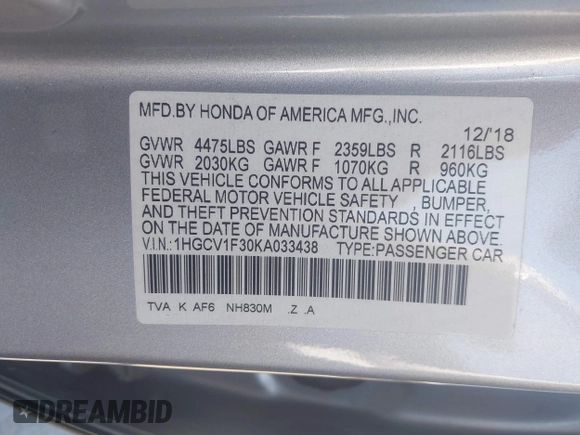 MFD.BY HONDA OF AMERICA MFG.,INC.
12/'18
GVWR 4475LBS GAWR F 2359LBS R 2116LBS
GVWR 2030KG GAWR F 1070KG R 960KG
THIS VEHICLE CONFORMS TO ALL APPLICABLE
FEDERAL MOTOR VEHICLE SAFETY , BUMPER,
AND THEFT PREVENTION STANDARDS IN EFFECT
ON THE DATE OF MANUFACTURE SHOWN ABOVE.
V.I.N.:1HGCV1F30KA033438 TYPE:PASSENGER CAR
TVA K AF6 NH830M .Z .A
DREAMBID